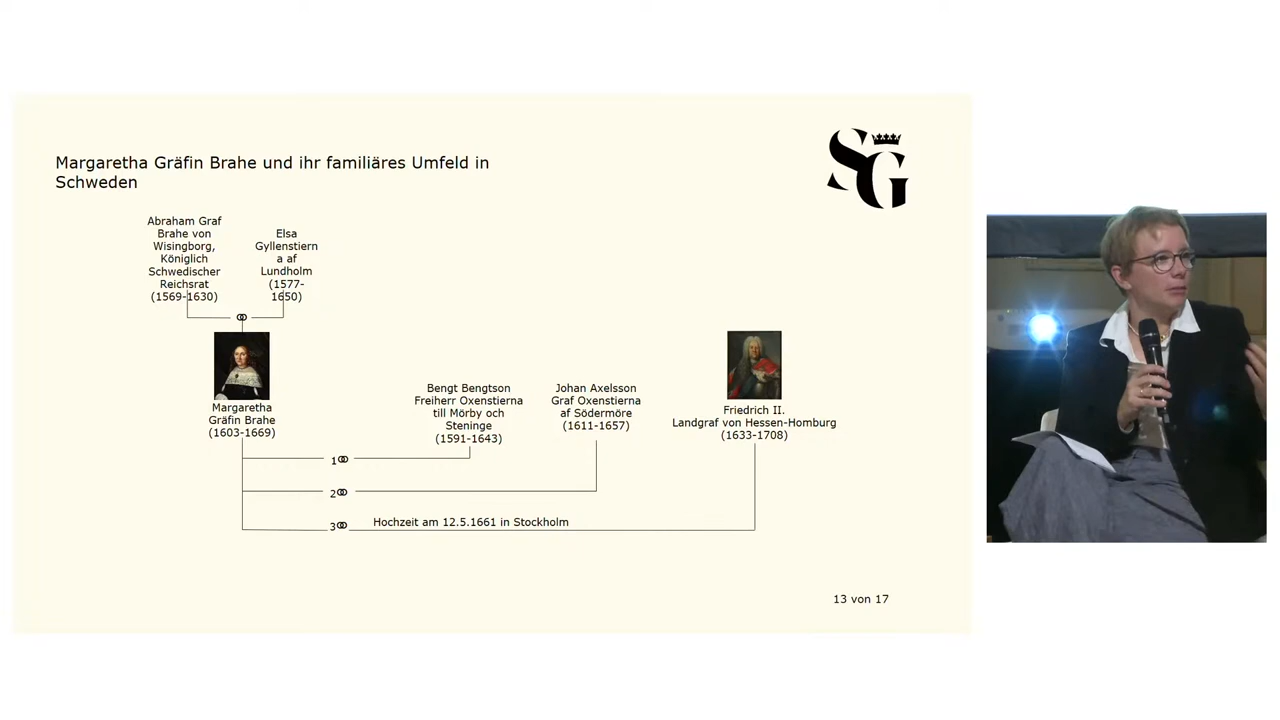 SG
Margaretha Gräfin Brahe und ihr familiäres Umfeld in
Schweden
Abraham Graf
Brahe von
Wisingborg,
Königlich
Schwedischer
Reichsrat
(1569-1630)
Elsa
Gyllenstiern
a af
Lundholm
(1577-
1650)
Margaretha
Gräfin Brahe
(1603-1669)
Bengt Bengtson
Freiherr Oxenstierna
till Mörby och
Steninge
(1591-1643)
Johan Axelsson
Graf Oxenstierna
af Södermöre
(1611-1657)
Friedrich II.
Landgraf von Hessen-Homburg
(1633-1708)
1
2
3
Hochzeit am 12.5.1661 in Stockholm
13 von 17